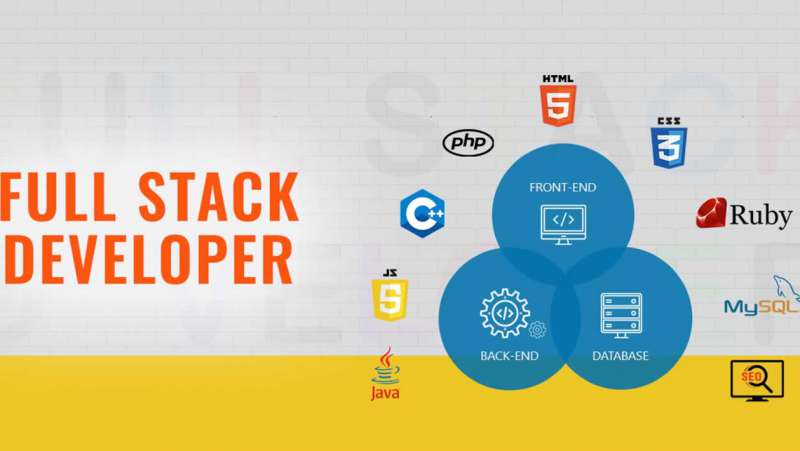 FULL STACK
DEVELOPER
HTML
5
CSS
3
php
FRONT-END
</>
C++
Ruby
JS
5
</>
</>
BACK-END
DATABASE
MySQL
Java
SEO